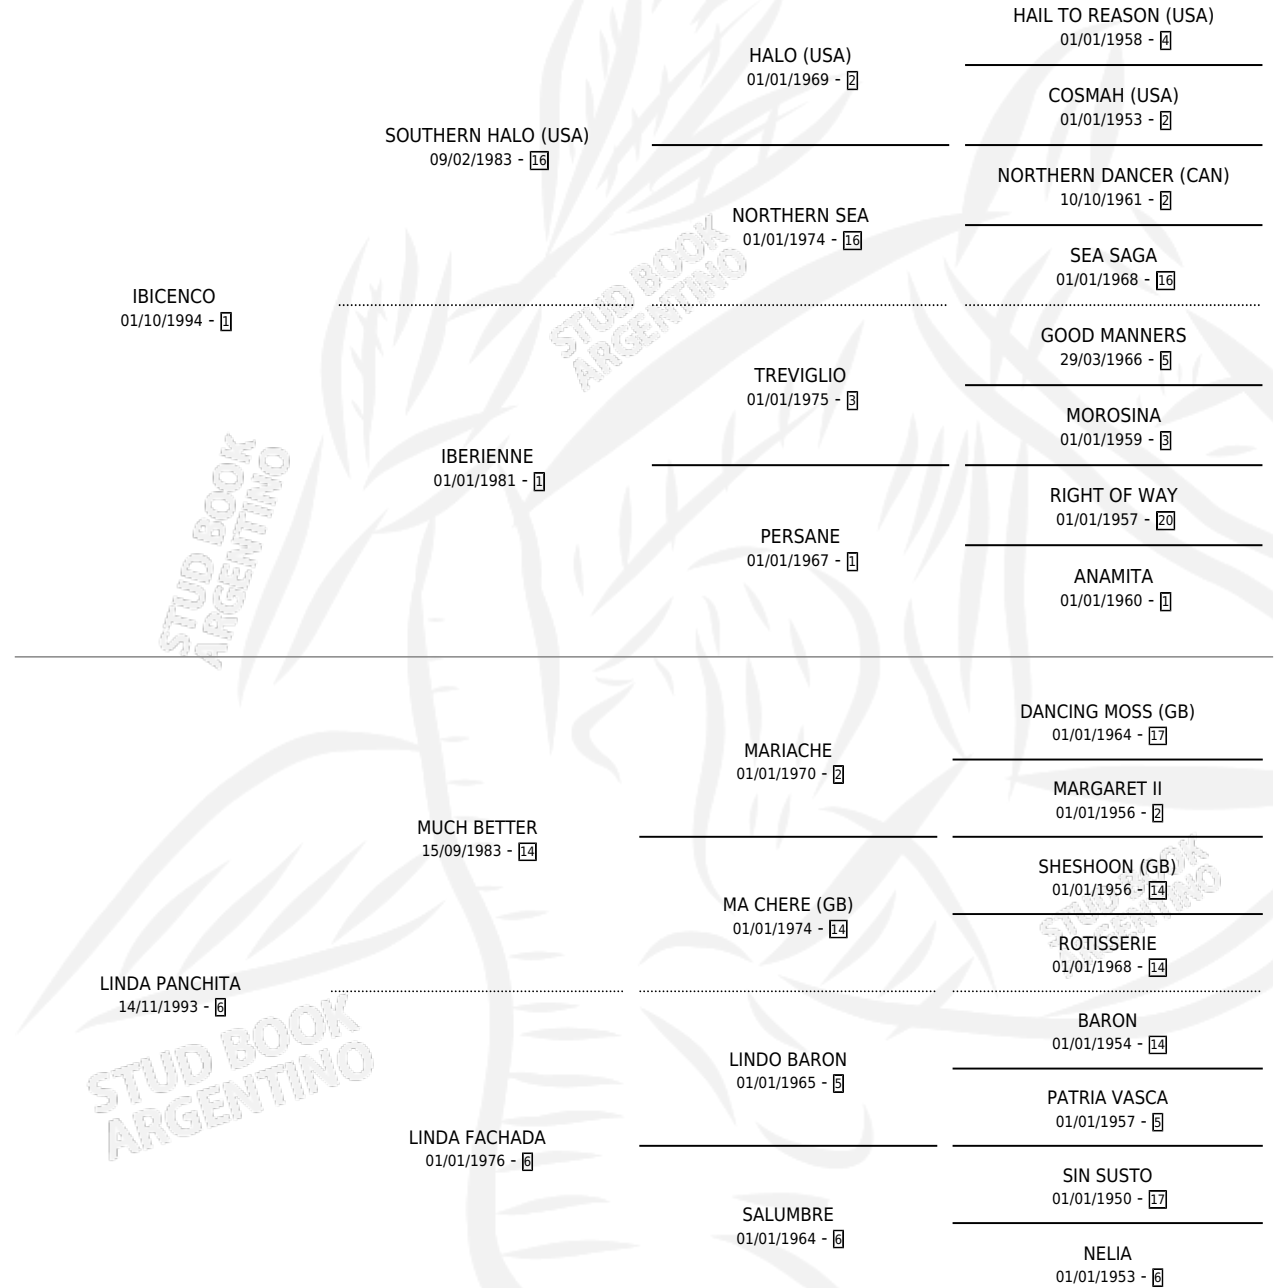 HAIL TO REASON (USA)
01/01/1958 - 4
HALO (USA)
01/01/1969 - 2
COSMAH (USA)
01/01/1953 - 2
SOUTHERN HALO (USA)
09/02/1983 - 16
NORTHERN DANCER (CAN)
10/10/1961 - 2
NORTHERN SEA
01/01/1974 - 16
SEA SAGA
01/01/1968 - 16
IBICENCO
01/10/1994 - 1
GOOD MANNERS
29/03/1966 - 5
TREVIGLIO
01/01/1975 - 3
MOROSINA
01/01/1959 - 3
IBERIENNE
01/01/1981 - 1
RIGHT OF WAY
01/01/1957 - 20
PERSANE
01/01/1967 - 1
ANAMITA
01/01/1960 - 1
STUD BOOK
ARGENTINO
STUD BOOK
ARGENTINO
DANCING MOSS (GB)
01/01/1964 - 17
MARIACHE
01/01/1970 - 2
MARGARET II
01/01/1956 - 2
MUCH BETTER
15/09/1983 - 14
SHESHOON (GB)
01/01/1956 - 14
MA CHERE (GB)
01/01/1974 - 14
ROTISSERIE
01/01/1968 - 14
STUD BOOK
ARGENTINO
LINDA PANCHITA
14/11/1993 - 6
BARON
01/01/1954 - 14
LINDO BARON
01/01/1965 - 5
PATRIA VASCA
01/01/1957 - 5
STUD BOOK
ARGENTINO
LINDA FACHADA
01/01/1976 - 6
SIN SUSTO
01/01/1950 - 17
SALUMBRE
01/01/1964 - 6
NELIA
01/01/1953 - 6